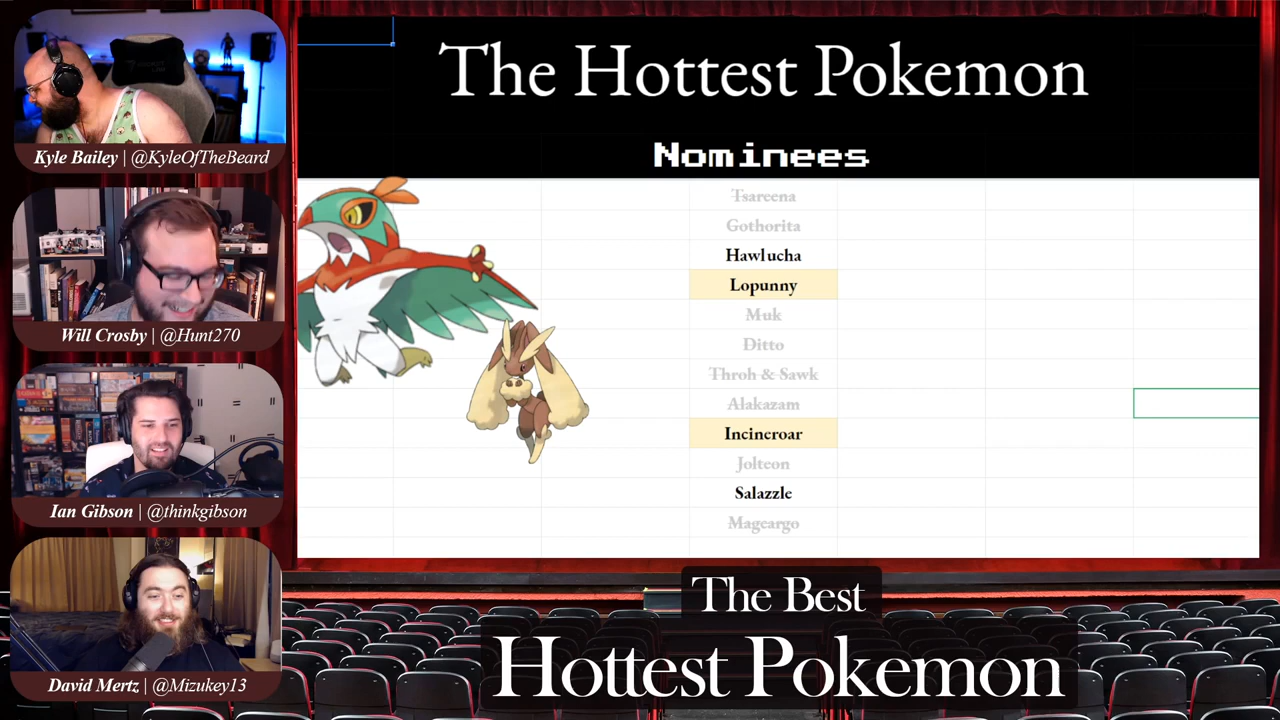 The Hottest Pokemon
Nominees
Tsareena
Gothorita
Hawlucha
Lopunny
Muk
Ditto
Throh & Sawk
Alakazam
Incineroar
Jolteon
Salazzle
Magcargo
Kyle Bailey | @KyleOfTheBeard
Will Crosby | @Hunt270
Ian Gibson | @thinkgibson
David Mertz | @Mizukey13
The Best
Hottest Pokemon